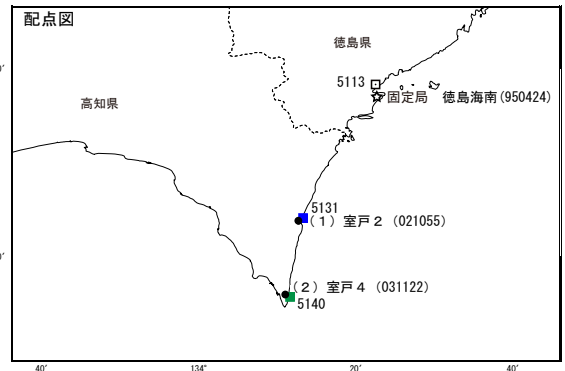 配点図
徳島県
5113
固定局 徳島海南(950424)
高知県
5131
(1) 室戸2 (021055)
(2) 室戸4 (031122)
5140
40′ 134° 20′ 40′